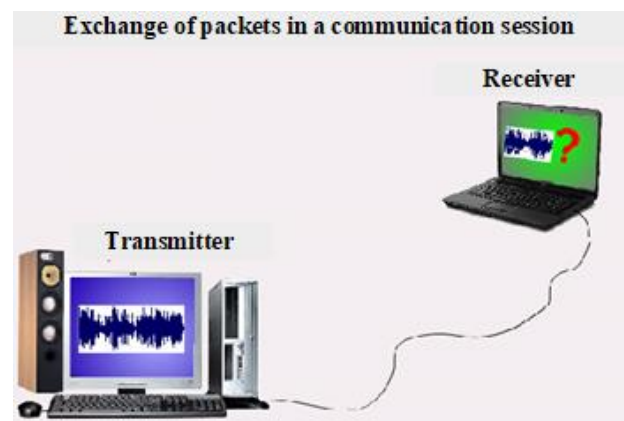 Exchange of packets in a communication session
Receiver
?
Transmitter